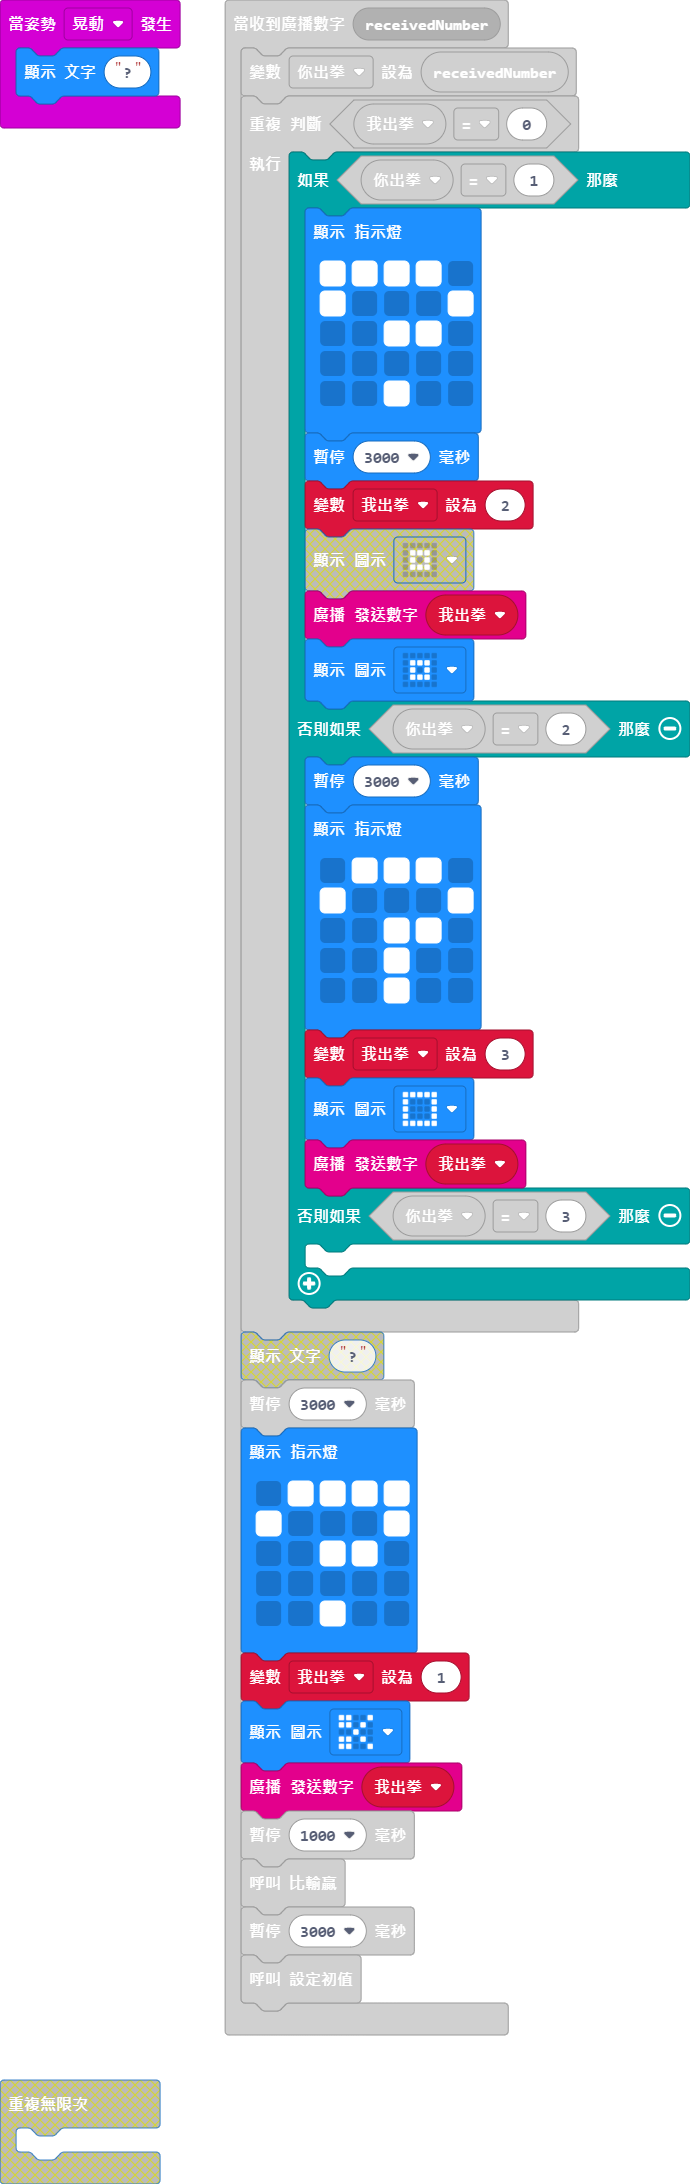 當姿勢 晃動 發生
顯示 文字 "?"
當收到廣播數字 receivedNumber
變數 你出拳 設為 receivedNumber
重複 判斷 我出拳 = 0
執行
如果 你出拳 = 1 那麼
顯示 指示燈
暫停 3000 毫秒
變數 我出拳 設為 2
顯示 圖示
廣播 發送數字 我出拳
顯示 圖示
否則如果 你出拳 = 2 那麼
暫停 3000 毫秒
顯示 指示燈
變數 我出拳 設為 3
顯示 圖示
廣播 發送數字 我出拳
否則如果 你出拳 = 3 那麼
顯示 文字 "?"
暫停 3000 毫秒
顯示 指示燈
變數 我出拳 設為 1
顯示 圖示
廣播 發送數字 我出拳
暫停 1000 毫秒
呼叫 比輸贏
暫停 3000 毫秒
呼叫 設定初值
重複無限次